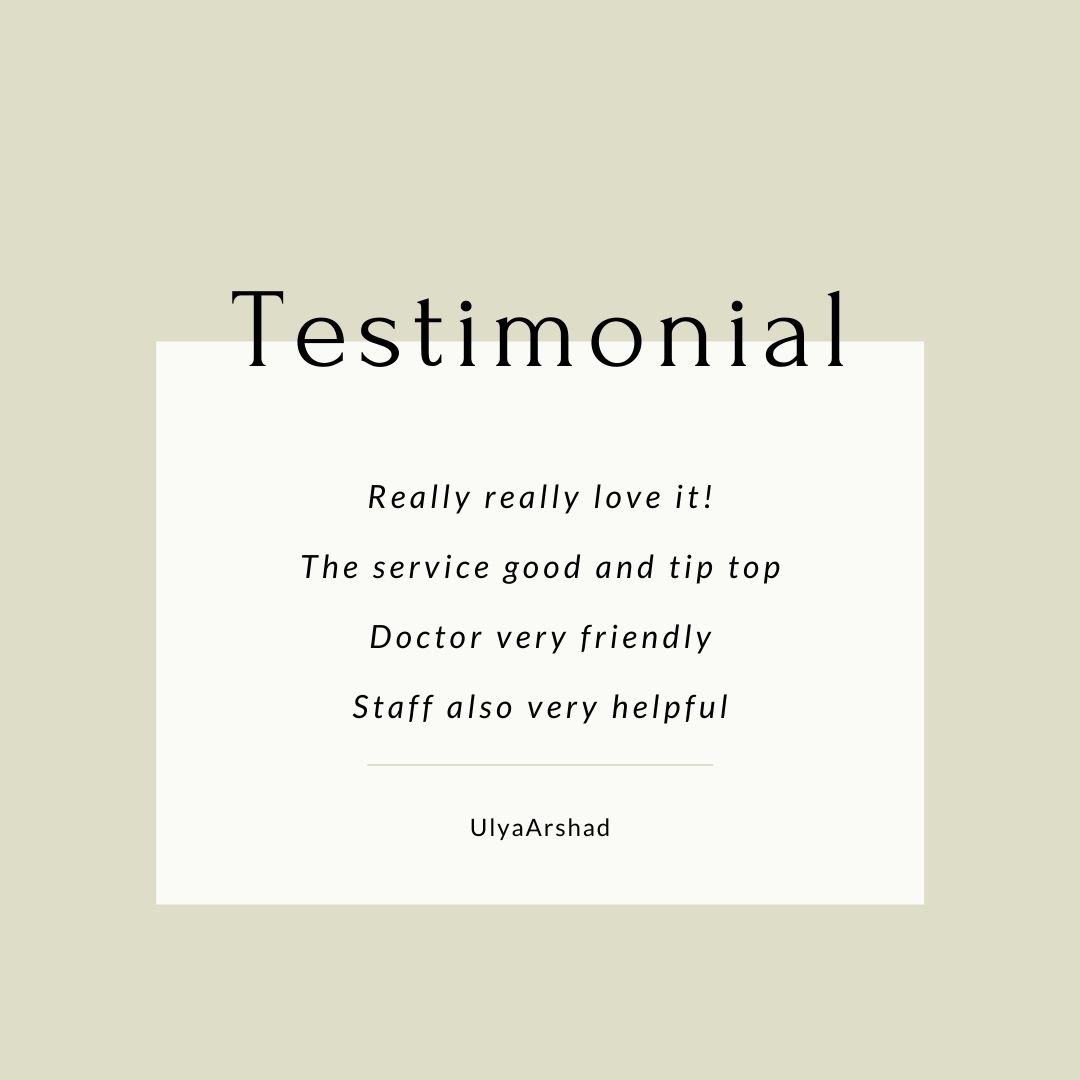 Testimonial
Really really love it!
The service good and tip top
Doctor very friendly
Staff also very helpful
UlyaArshad